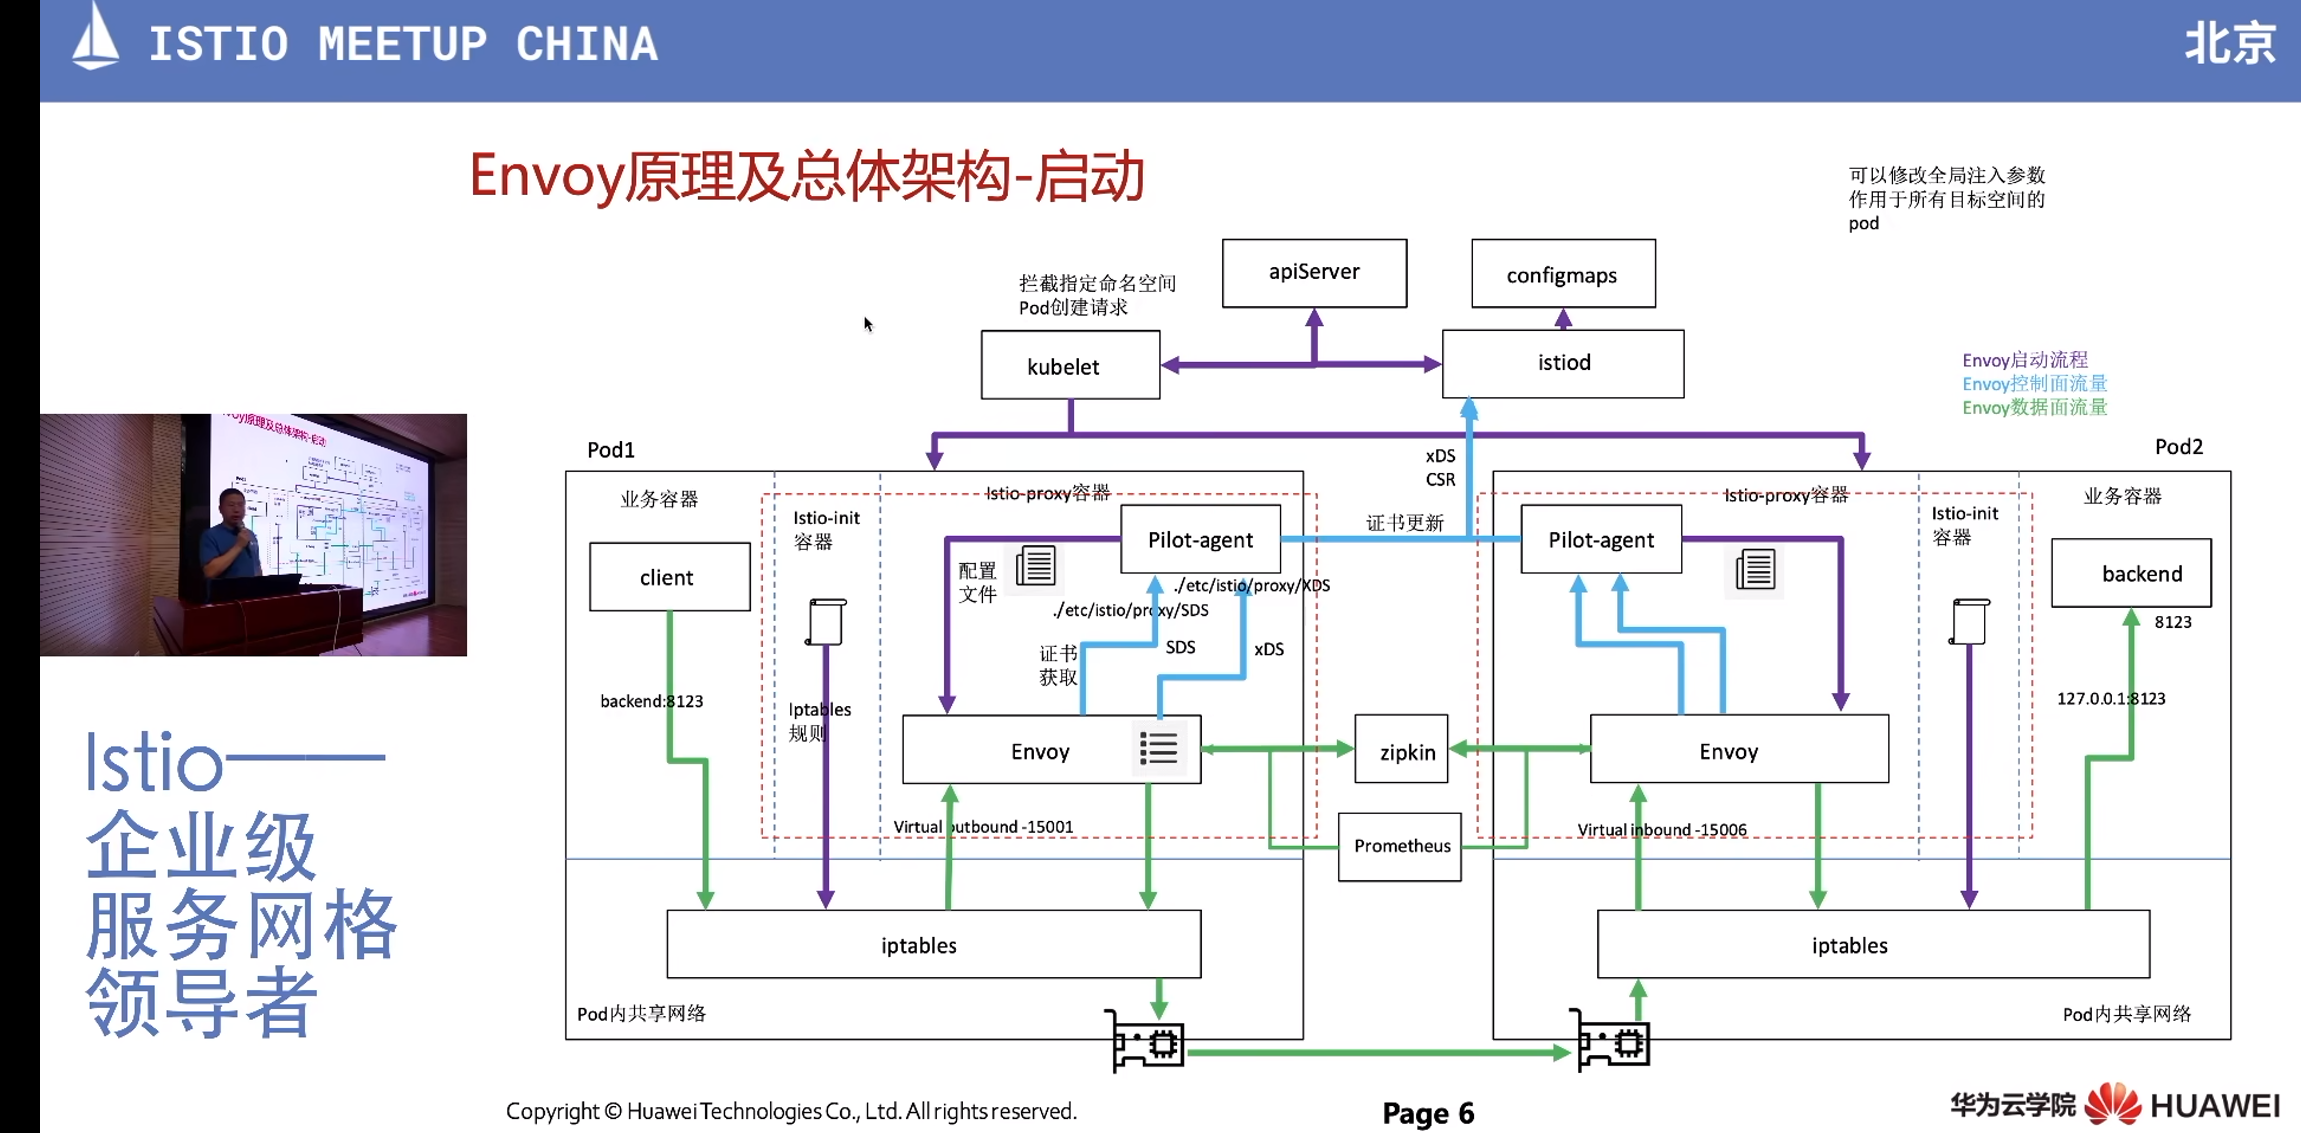 ISTIO MEETUP CHINA
北京
Envoy原理及总体架构-启动
可以修改全局注入参数
作用于所有目标空间的
pod
apiServer
configmaps
拦截指定命名空间
Pod创建请求
kubelet
istiod
Envoy启动流程
Envoy控制面流量
Envoy数据面流量
Pod1
xDS
CSR
Pod2
业务容器
Istio-init
容器
Istio-proxy容器
Pilot-agent
证书更新
Istio-proxy容器
Pilot-agent
Istio-init
容器
业务容器
client
配置
文件
./etc/istio/proxy/XDS
./etc/istio/proxy/SDS
backend
8123
证书
获取
SDS
xDS
backend:8123
Iptables
规则
127.0.0.1:8123
Envoy
zipkin
Envoy
Virtual outbound -15001
Prometheus
Virtual inbound -15006
iptables
iptables
Pod内共享网络
Pod内共享网络
Istio——
企业级
服务网格
领导者
Copyright © Huawei Technologies Co., Ltd. All rights reserved.
Page 6
华为云学院
HUAWEI